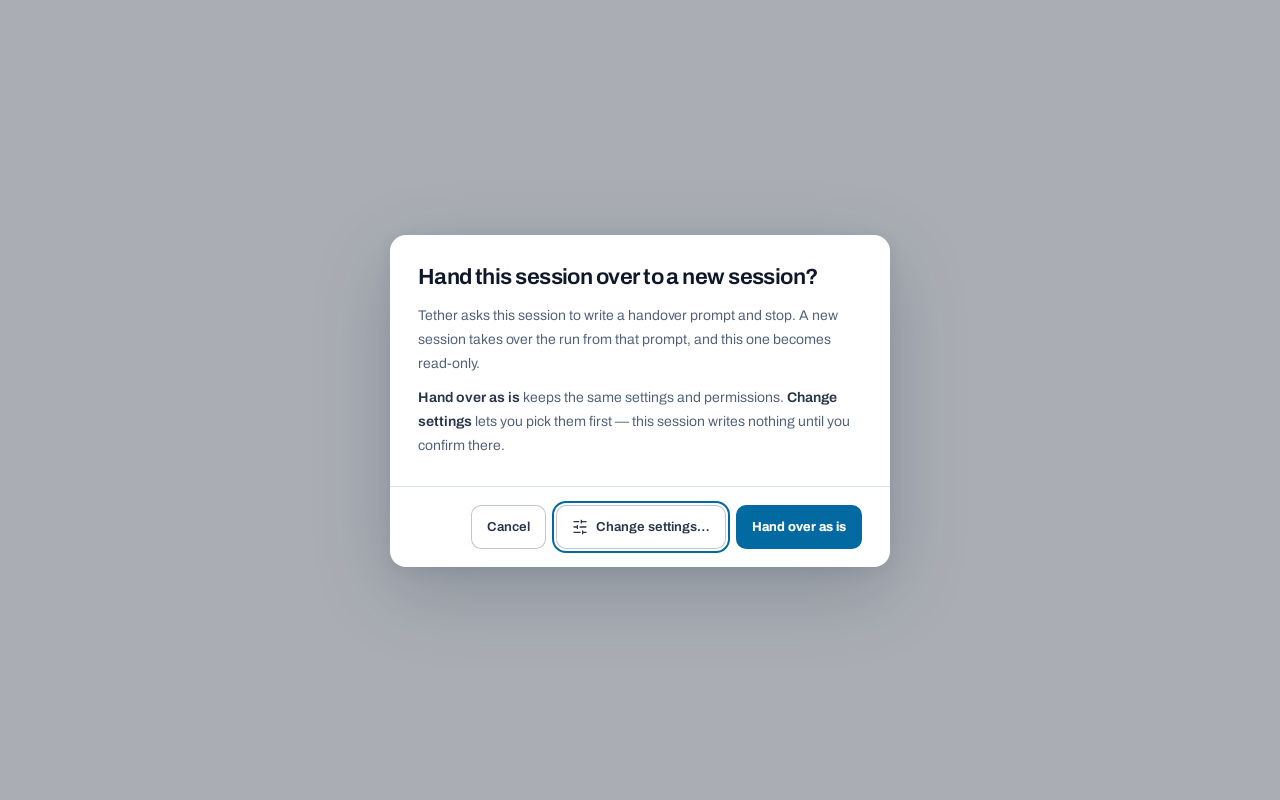 Hand this session over to a new session?
Tether asks this session to write a handover prompt and stop. A new
session takes over the run from that prompt, and this one becomes
read-only.
Hand over as is keeps the same settings and permissions. Change
settings lets you pick them first — this session writes nothing until you
confirm there.
Cancel
Change settings…
Hand over as is